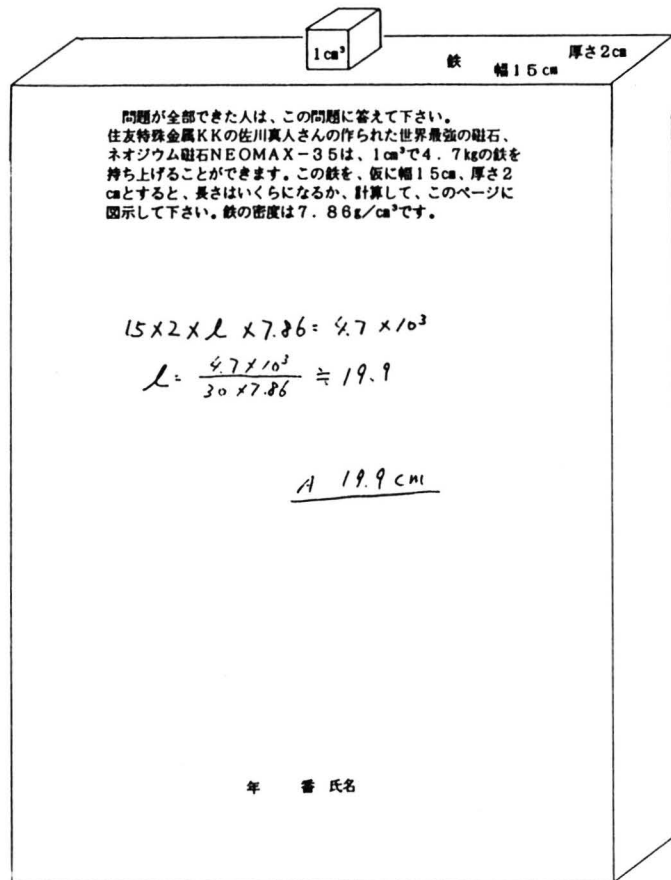 1cm³
鉄
厚さ2cm
幅15cm
問題が全部できた人は、この問題に答えて下さい。
住友特殊金属KKの佐川真人さんの作られた世界最強の磁石、
ネオジウム磁石NEOMAX-35は、1cm³で4.7kgの鉄を
持ち上げることができます。この鉄を、仮に幅15cm、厚さ2
cmとすると、長さはいくらになるか、計算して、このページに
図示して下さい。鉄の密度は7.86g/cm³です。
15×2×l×7.86=4.7×10³
l=4.7×10³/30×7.86≒19.9
A 19.9cm
年 番 氏名